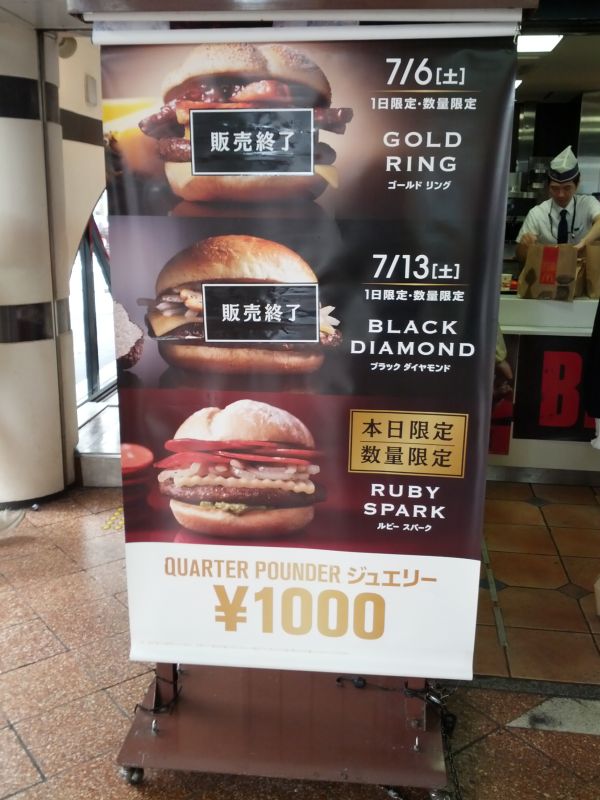 7/6[土]
1日限定・数量限定
販売終了
GOLD
RING
ゴールド リング
7/13[土]
1日限定・数量限定
販売終了
BLACK
DIAMOND
ブラック ダイヤモンド
本日限定
数量限定
RUBY
SPARK
ルビー スパーク
QUARTER POUNDER ジュエリー
¥1000